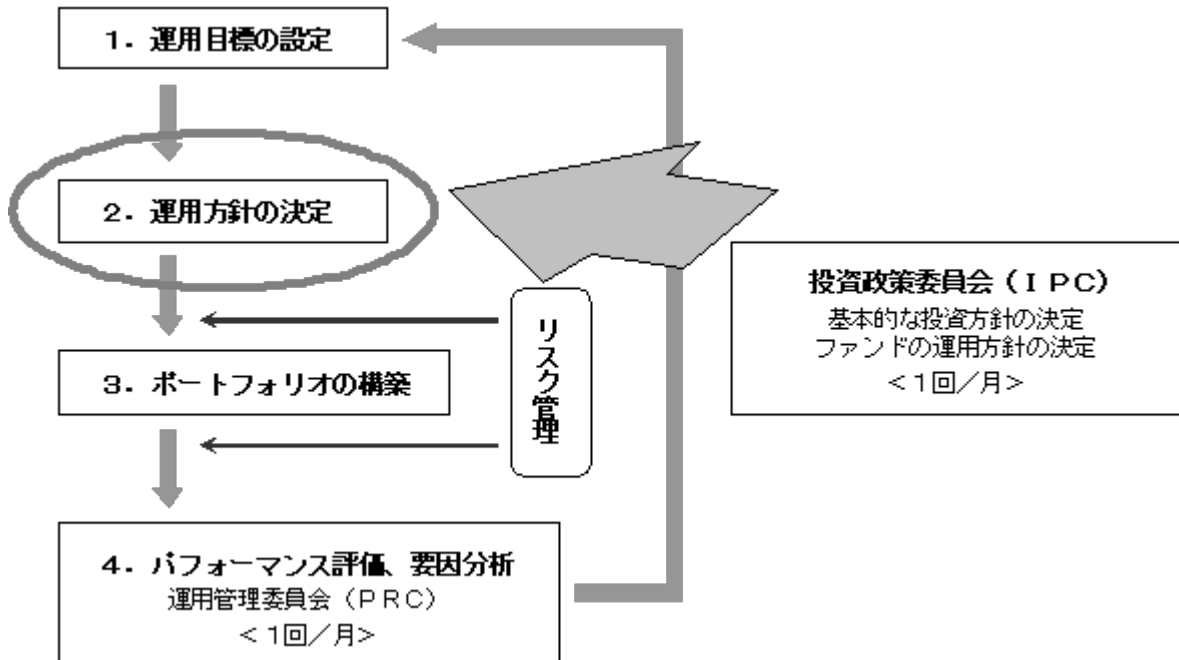 1．運用目標の設定
2．運用方針の決定
投資政策委員会（ＩＰＣ）
基本的な投資方針の決定
ファンドの運用方針の決定
＜１回／月＞
リスク管理
3．ポートフォリオの構築
4．パフォーマンス評価、要因分析
運用管理委員会（ＰＲＣ）
＜１回／月＞